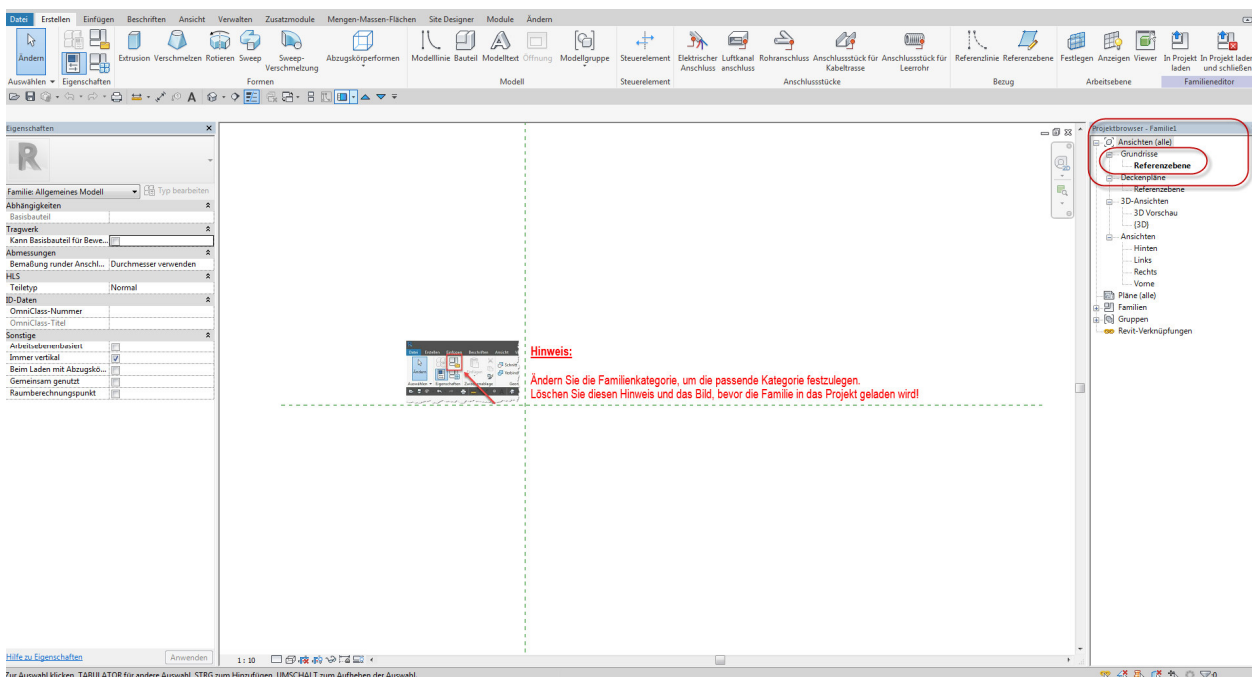 Datei Erstellen Einfügen Beschriften Ansicht Verwalten Zusatzmodule Mengen-Massen-Flächen Site Designer Module Ändern
Ändern Extrusion Verschmelzen Rotieren Sweep Sweep-Verschmelzung Abzugskörperformen Modelllinie Bauteil Modelltext Öffnung Modellgruppe Steuerelement Elektrischer Anschluss Luftkanal anschluss Rohranschluss Anschlussstück für Kabeltrasse Anschlussstück für Leerrohr Referenzlinie Referenzebene Festlegen Anzeigen Viewer In Projekt laden In Projekt laden und schließen
Auswählen Eigenschaften Formen Modell Steuerelement Anschlussstücke Bezug Arbeitsebene Familieneditor
Eigenschaften
Familie: Allgemeines Modell Typ bearbeiten
Abhängigkeiten
Basisbauteil
Tragwerk
Kann Basisbauteil für Bewe...
Abmessungen
Bemaßung runder Anschl... Durchmesser verwenden
HLS
Teiletyp Normal
ID-Daten
OmniClass-Nummer
OmniClass-Titel
Sonstige
Arbeitsebenenbasiert
Immer vertikal
Beim Laden mit Abzugskö...
Gemeinsam genutzt
Raumberechnungspunkt
Hilfe zu Eigenschaften Anwenden
Datei Erstellen Einfügen Beschriften Ansicht
Ändern
Hinweis:
Ändern Sie die Familienkategorie, um die passende Kategorie festzulegen.
Löschen Sie diesen Hinweis und das Bild, bevor die Familie in das Projekt geladen wird!
1 : 10
Projektbrowser - Familie1
Ansichten (alle)
Grundrisse
Referenzebene
Deckenpläne
Referenzebene
3D-Ansichten
3D Vorschau
{3D}
Ansichten
Hinten
Links
Rechts
Vorne
Pläne (alle)
Familien
Gruppen
Revit-Verknüpfungen
Zur Auswahl klicken, TABULATOR für andere Auswahl, STRG zum Hinzufügen, UMSCHALT zum Aufheben der Auswahl.